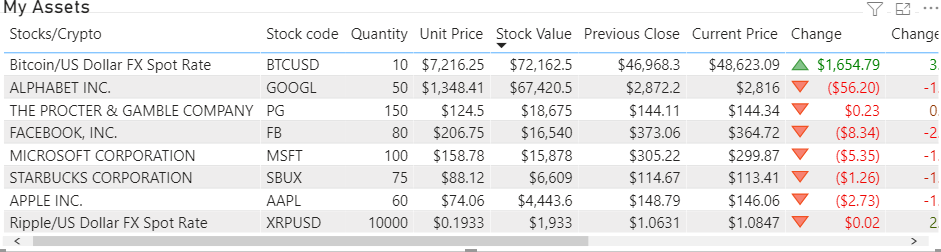 My Assets
Stocks/Crypto Stock code Quantity Unit Price Stock Value Previous Close Current Price Change Change
Bitcoin/US Dollar FX Spot Rate BTCUSD 10 $7,216.25 $72,162.5 $46,968.3 $48,623.09 $1,654.79 3.
ALPHABET INC. GOOGL 50 $1,348.41 $67,420.5 $2,872.2 $2,816 ($56.20) -1.
THE PROCTER & GAMBLE COMPANY PG 150 $124.5 $18,675 $144.11 $144.34 $0.23 0.
FACEBOOK, INC. FB 80 $206.75 $16,540 $373.06 $364.72 ($8.34) -2.
MICROSOFT CORPORATION MSFT 100 $158.78 $15,878 $305.22 $299.87 ($5.35) -1.
STARBUCKS CORPORATION SBUX 75 $88.12 $6,609 $114.67 $113.41 ($1.26) -1.
APPLE INC. AAPL 60 $74.06 $4,443.6 $148.79 $146.06 ($2.73) -1.
Ripple/US Dollar FX Spot Rate XRPUSD 10000 $0.1933 $1,933 $1.0631 $1.0847 $0.02 2.